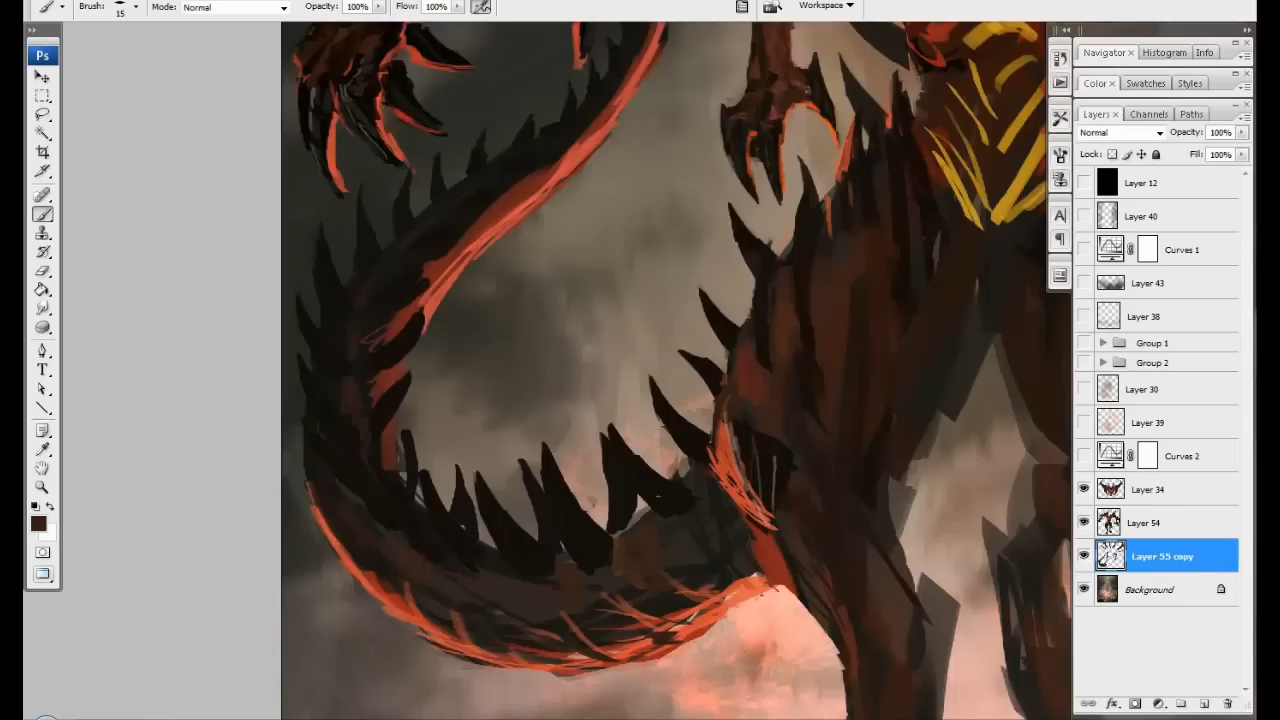 Brush: 15 Mode: Normal Opacity: 100% Flow: 100% Workspace
Ps
Navigator × Histogram Info
Color × Swatches Styles
Layers × Channels Paths
Normal Opacity: 100%
Lock: Fill: 100%
Layer 12
Layer 40
Curves 1
Layer 43
Layer 38
Group 1
Group 2
Layer 30
Layer 39
Curves 2
Layer 34
Layer 54
Layer 55 copy
Background